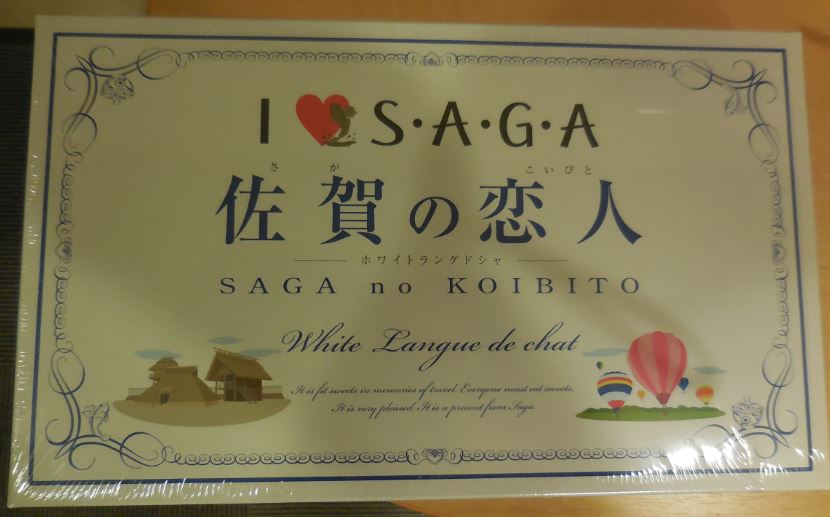 I S・A・G・A
さが こいびと
佐賀の恋人
ホワイトラングドシャ
SAGA no KOIBITO
White Langue de chat
It is fit sweets in memories of travel. Everyone must eat sweets.
It is very pleased. It is a present from Saga.